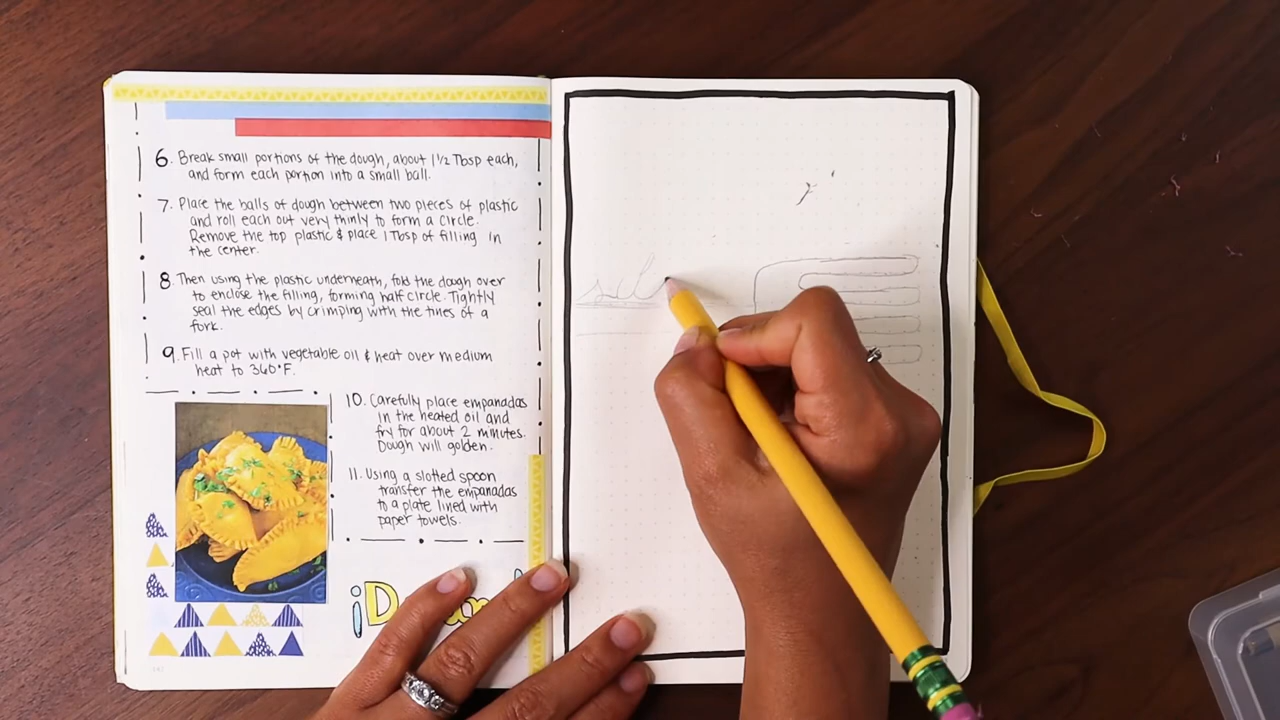 6. Break small portions of the dough, about 1 1/2 Tbsp each,
and form each portion into a small ball.
7. Place the balls of dough between two pieces of plastic
and roll each out very thinly to form a circle.
Remove the top plastic & place 1 Tbsp of filling in
the center.
8. Then using the plastic underneath, fold the dough over
to enclose the filling, forming half circle. Tightly
seal the edges by crimping with the tines of a
fork.
9. Fill a pot with vegetable oil & heat over medium
heat to 360°F.
10. Carefully place empanadas
in the heated oil and
fry for about 2 minutes.
Dough will golden.
11. Using a slotted spoon
transfer the empanadas
to a plate lined with
paper towels.